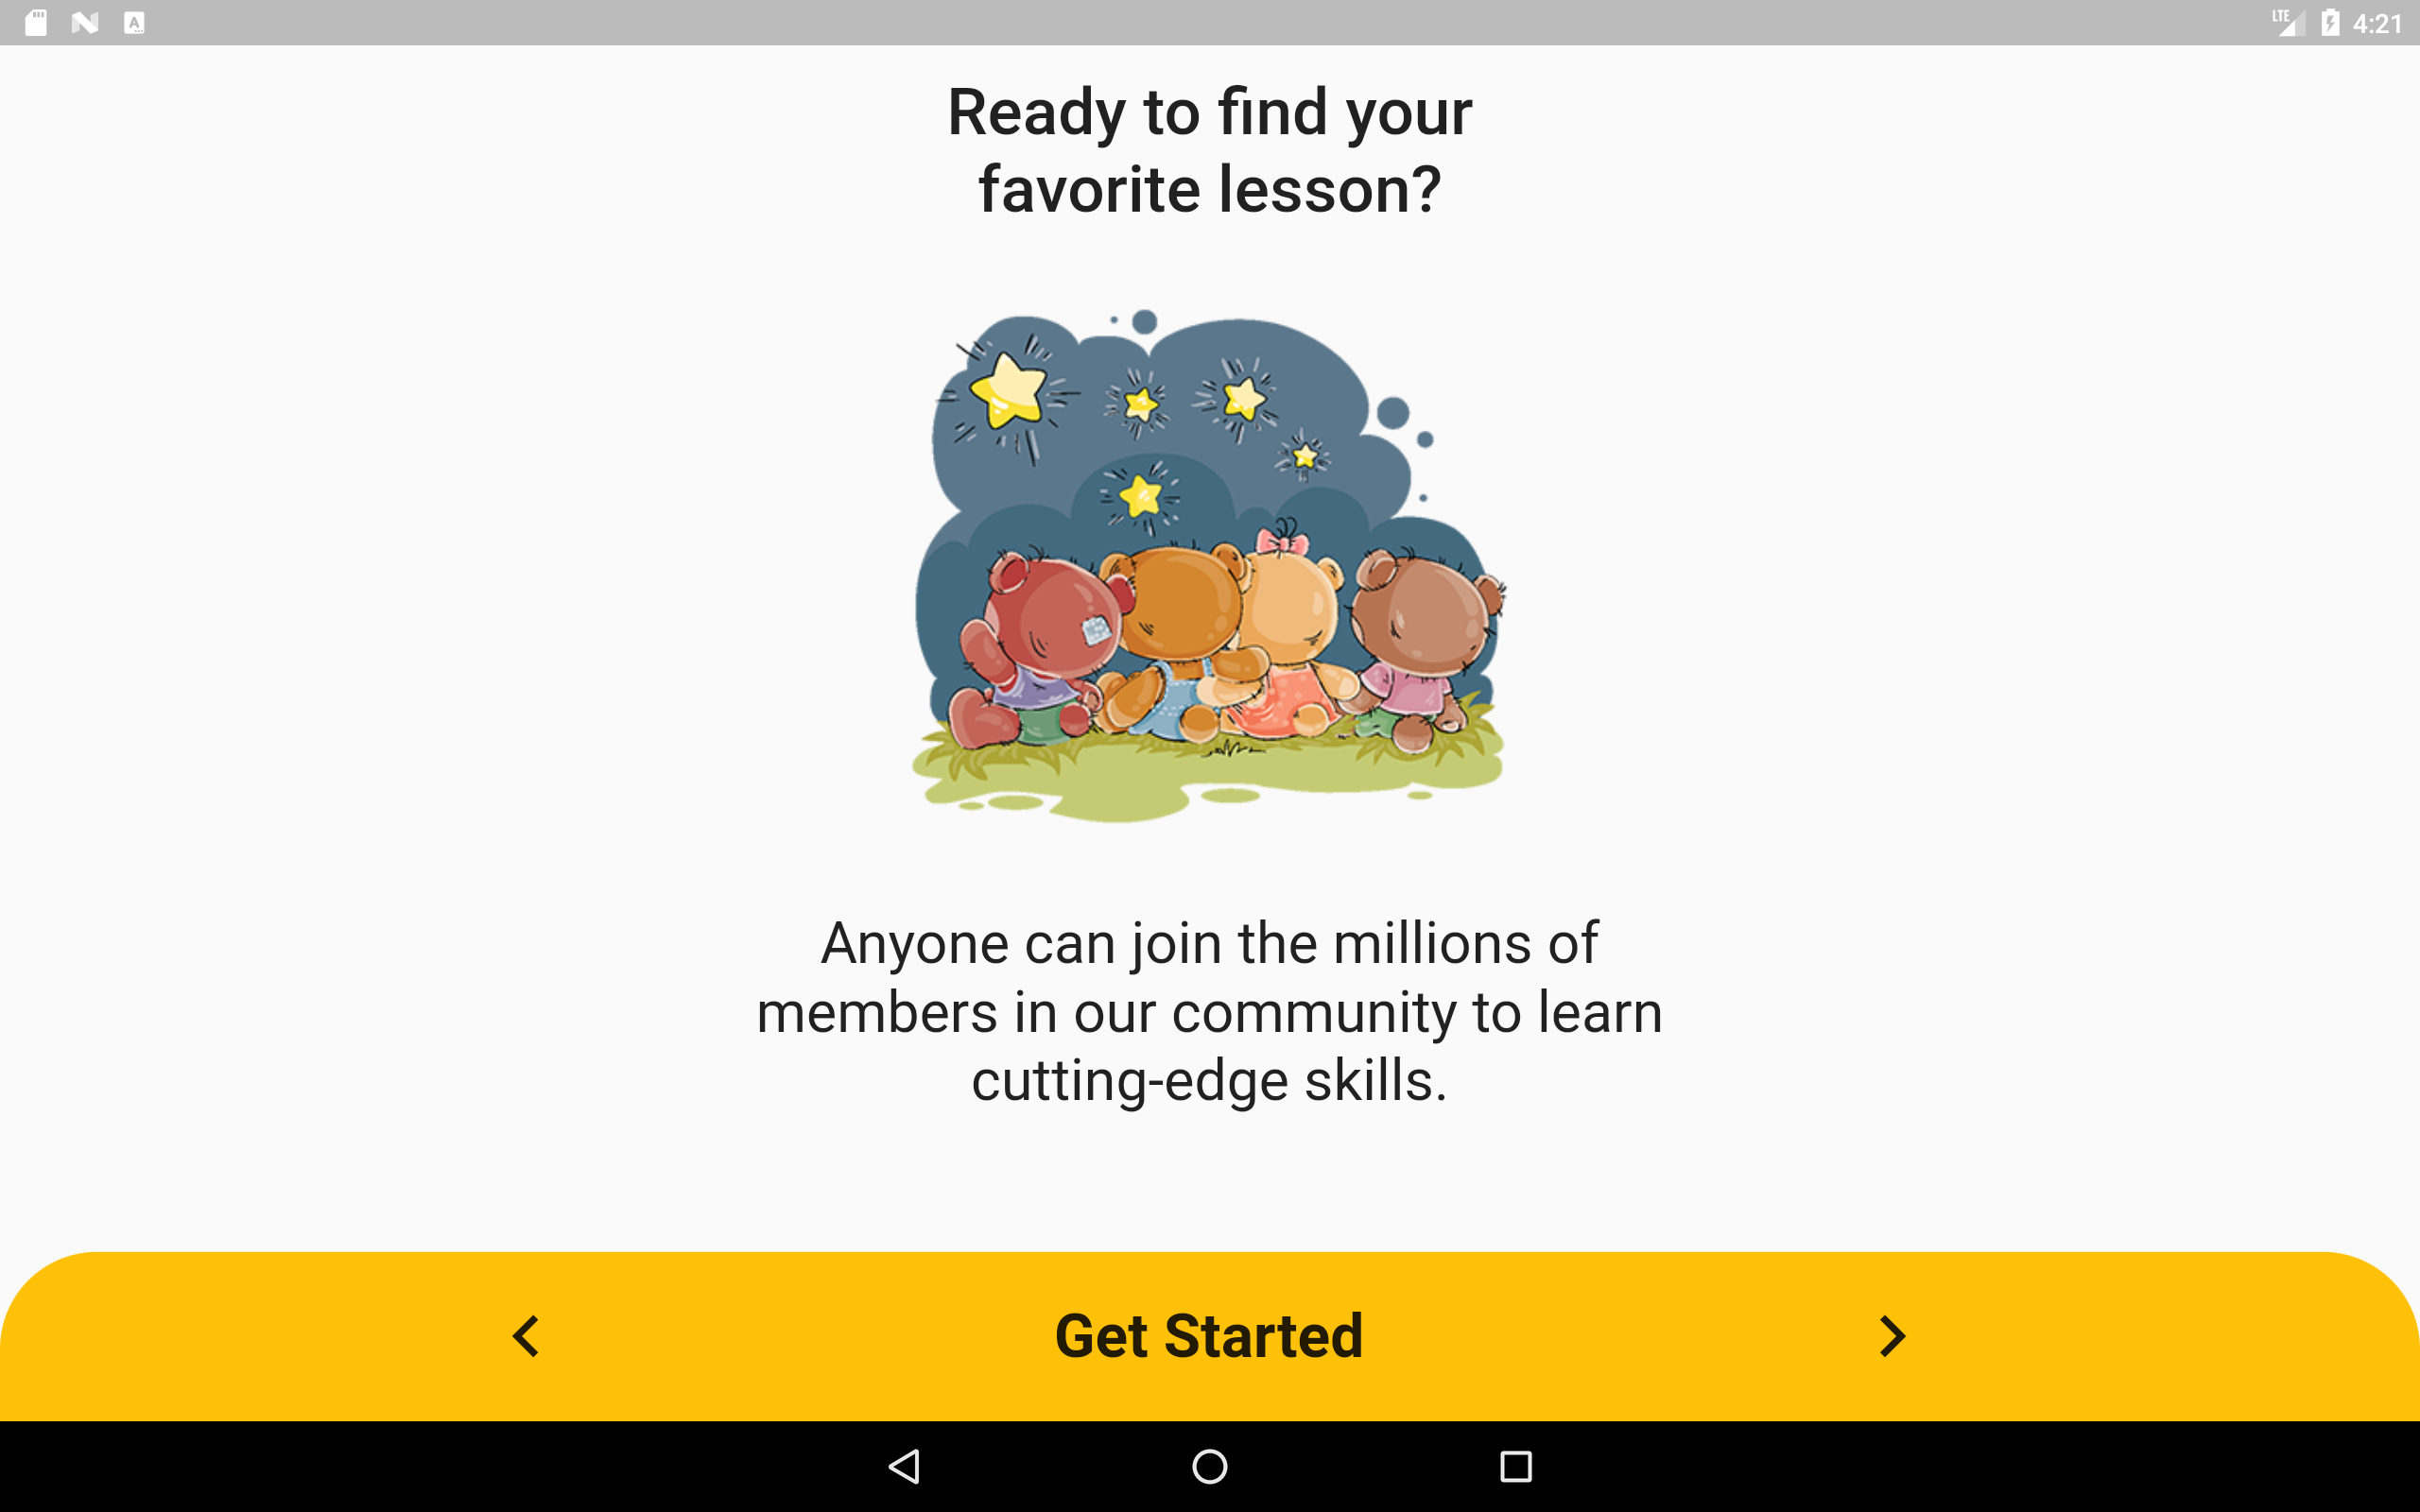 LTE 4:21
Ready to find your
favorite lesson?
Anyone can join the millions of
members in our community to learn
cutting-edge skills.
Get Started